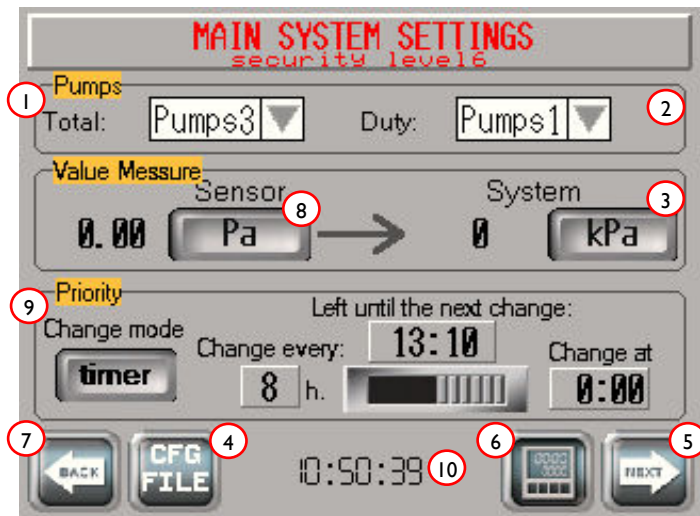 MAIN SYSTEM SETTINGS
security level6
Pumps
1
2
Total: Pumps3 Duty: Pumps1
Value Messure
Sensor System
8
3
0.00 Pa 0 kPa
Priority
9
Left until the next change:
Change mode
Change every: 13:10 Change at
timer 8 h. 0:00
7
4
6
5
BACK CFG FILE 10:50:39 10 NEXT